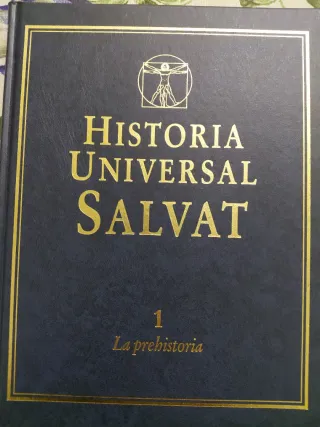 HISTORIA
UNIVERSAL
SALVAT
1
La prehistoria